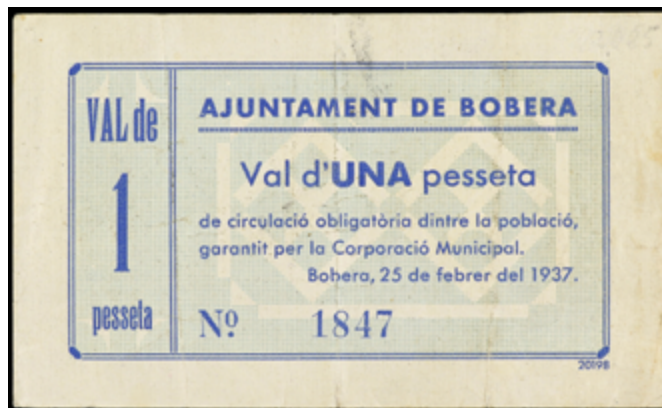 VAL de
1
pesseta
AJUNTAMENT DE BOBERA
Val d'UNA pesseta
de circulació obligatòria dintre la població,
garantit per la Corporació Municipal.
Bobera, 25 de febrer del 1937.
Nº 1847
20198